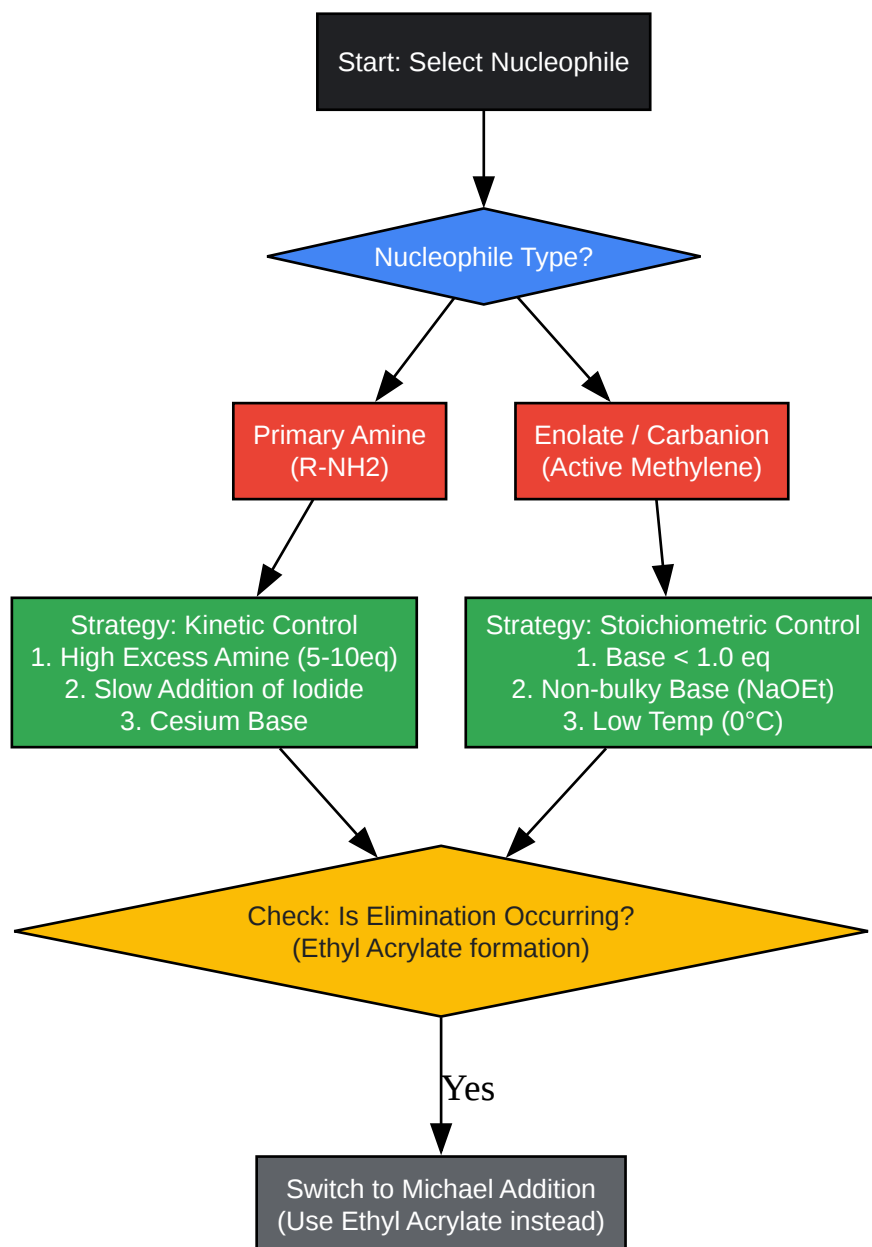 Start: Select Nucleophile
Nucleophile Type?
Primary Amine
(R-NH2)
Enolate / Carbanion
(Active Methylene)
Strategy: Kinetic Control
1. High Excess Amine (5-10eq)
2. Slow Addition of Iodide
3. Cesium Base
Strategy: Stoichiometric Control
1. Base < 1.0 eq
2. Non-bulky Base (NaOEt)
3. Low Temp (0°C)
Check: Is Elimination Occurring?
(Ethyl Acrylate formation)
Yes
Switch to Michael Addition
(Use Ethyl Acrylate instead)